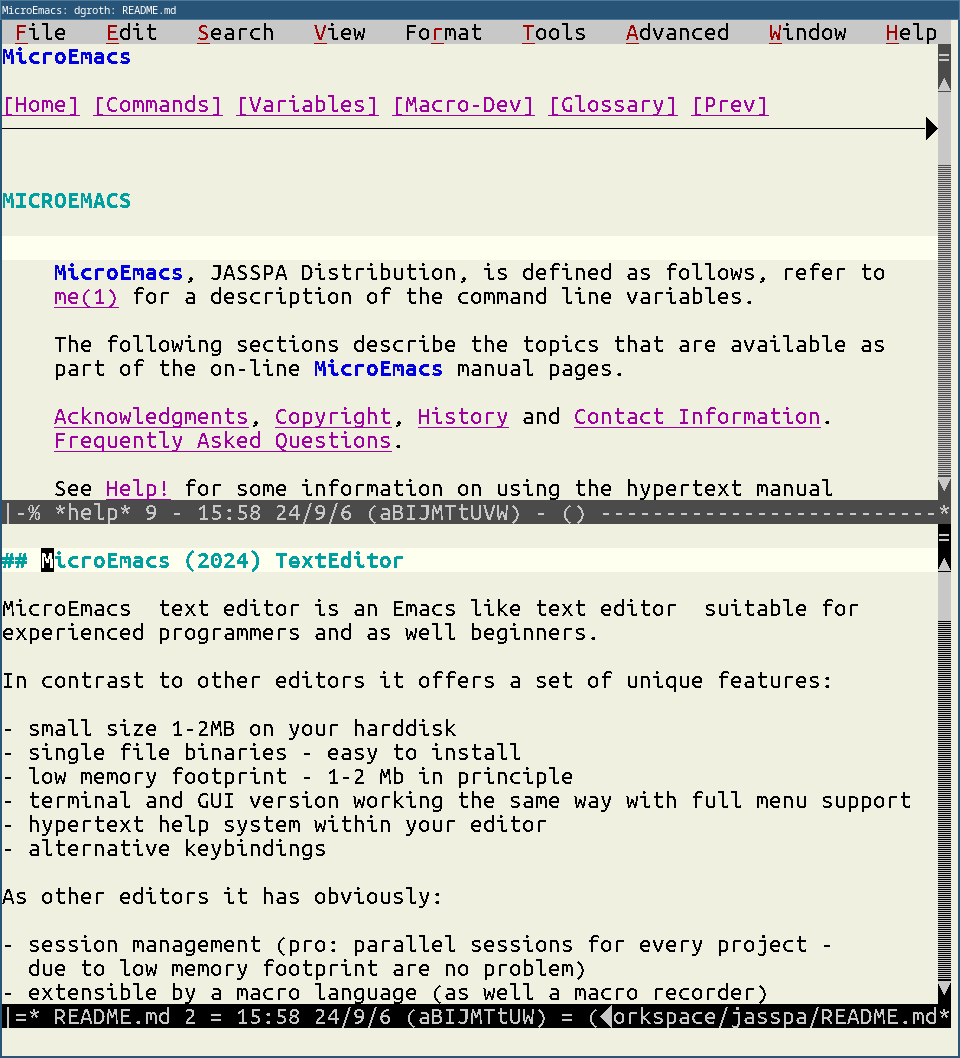 MicroEmacs: dgroth: README.md
File Edit Search View Format Tools Advanced Window Help
MicroEmacs
[Home] [Commands] [Variables] [Macro-Dev] [Glossary] [Prev]
MICROEMACS
MicroEmacs, JASSPA Distribution, is defined as follows, refer to
me(1) for a description of the command line variables.
The following sections describe the topics that are available as
part of the on-line MicroEmacs manual pages.
Acknowledgments, Copyright, History and Contact Information.
Frequently Asked Questions.
See Help! for some information on using the hypertext manual
|-% *help* 9 - 15:58 24/9/6 (aBIJMTtUVW) - () --------------------------*
## MicroEmacs (2024) TextEditor
MicroEmacs  text editor is an Emacs like text editor  suitable for
experienced programmers and as well beginners.
In contrast to other editors it offers a set of unique features:
- small size 1-2MB on your harddisk
- single file binaries - easy to install
- low memory footprint - 1-2 Mb in principle
- terminal and GUI version working the same way with full menu support
- hypertext help system within your editor
- alternative keybindings
As other editors it has obviously:
- session management (pro: parallel sessions for every project -
due to low memory footprint are no problem)
- extensible by a macro language (as well a macro recorder)
|=* README.md 2 = 15:58 24/9/6 (aBIJMTtUW) = (orkspace/jasspa/README.md*